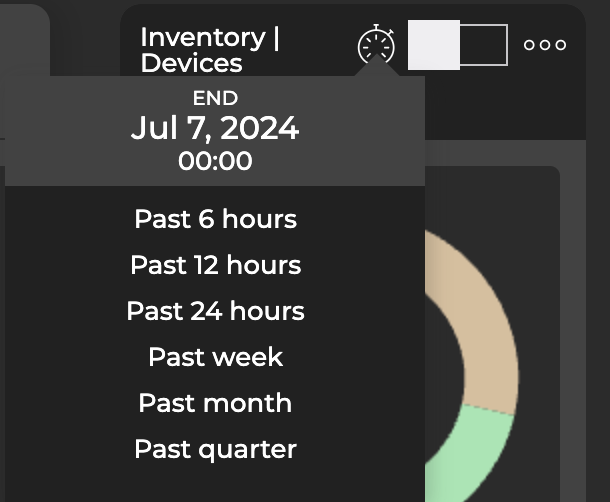 Inventory |
Devices
END
Jul 7, 2024
00:00
Past 6 hours
Past 12 hours
Past 24 hours
Past week
Past month
Past quarter